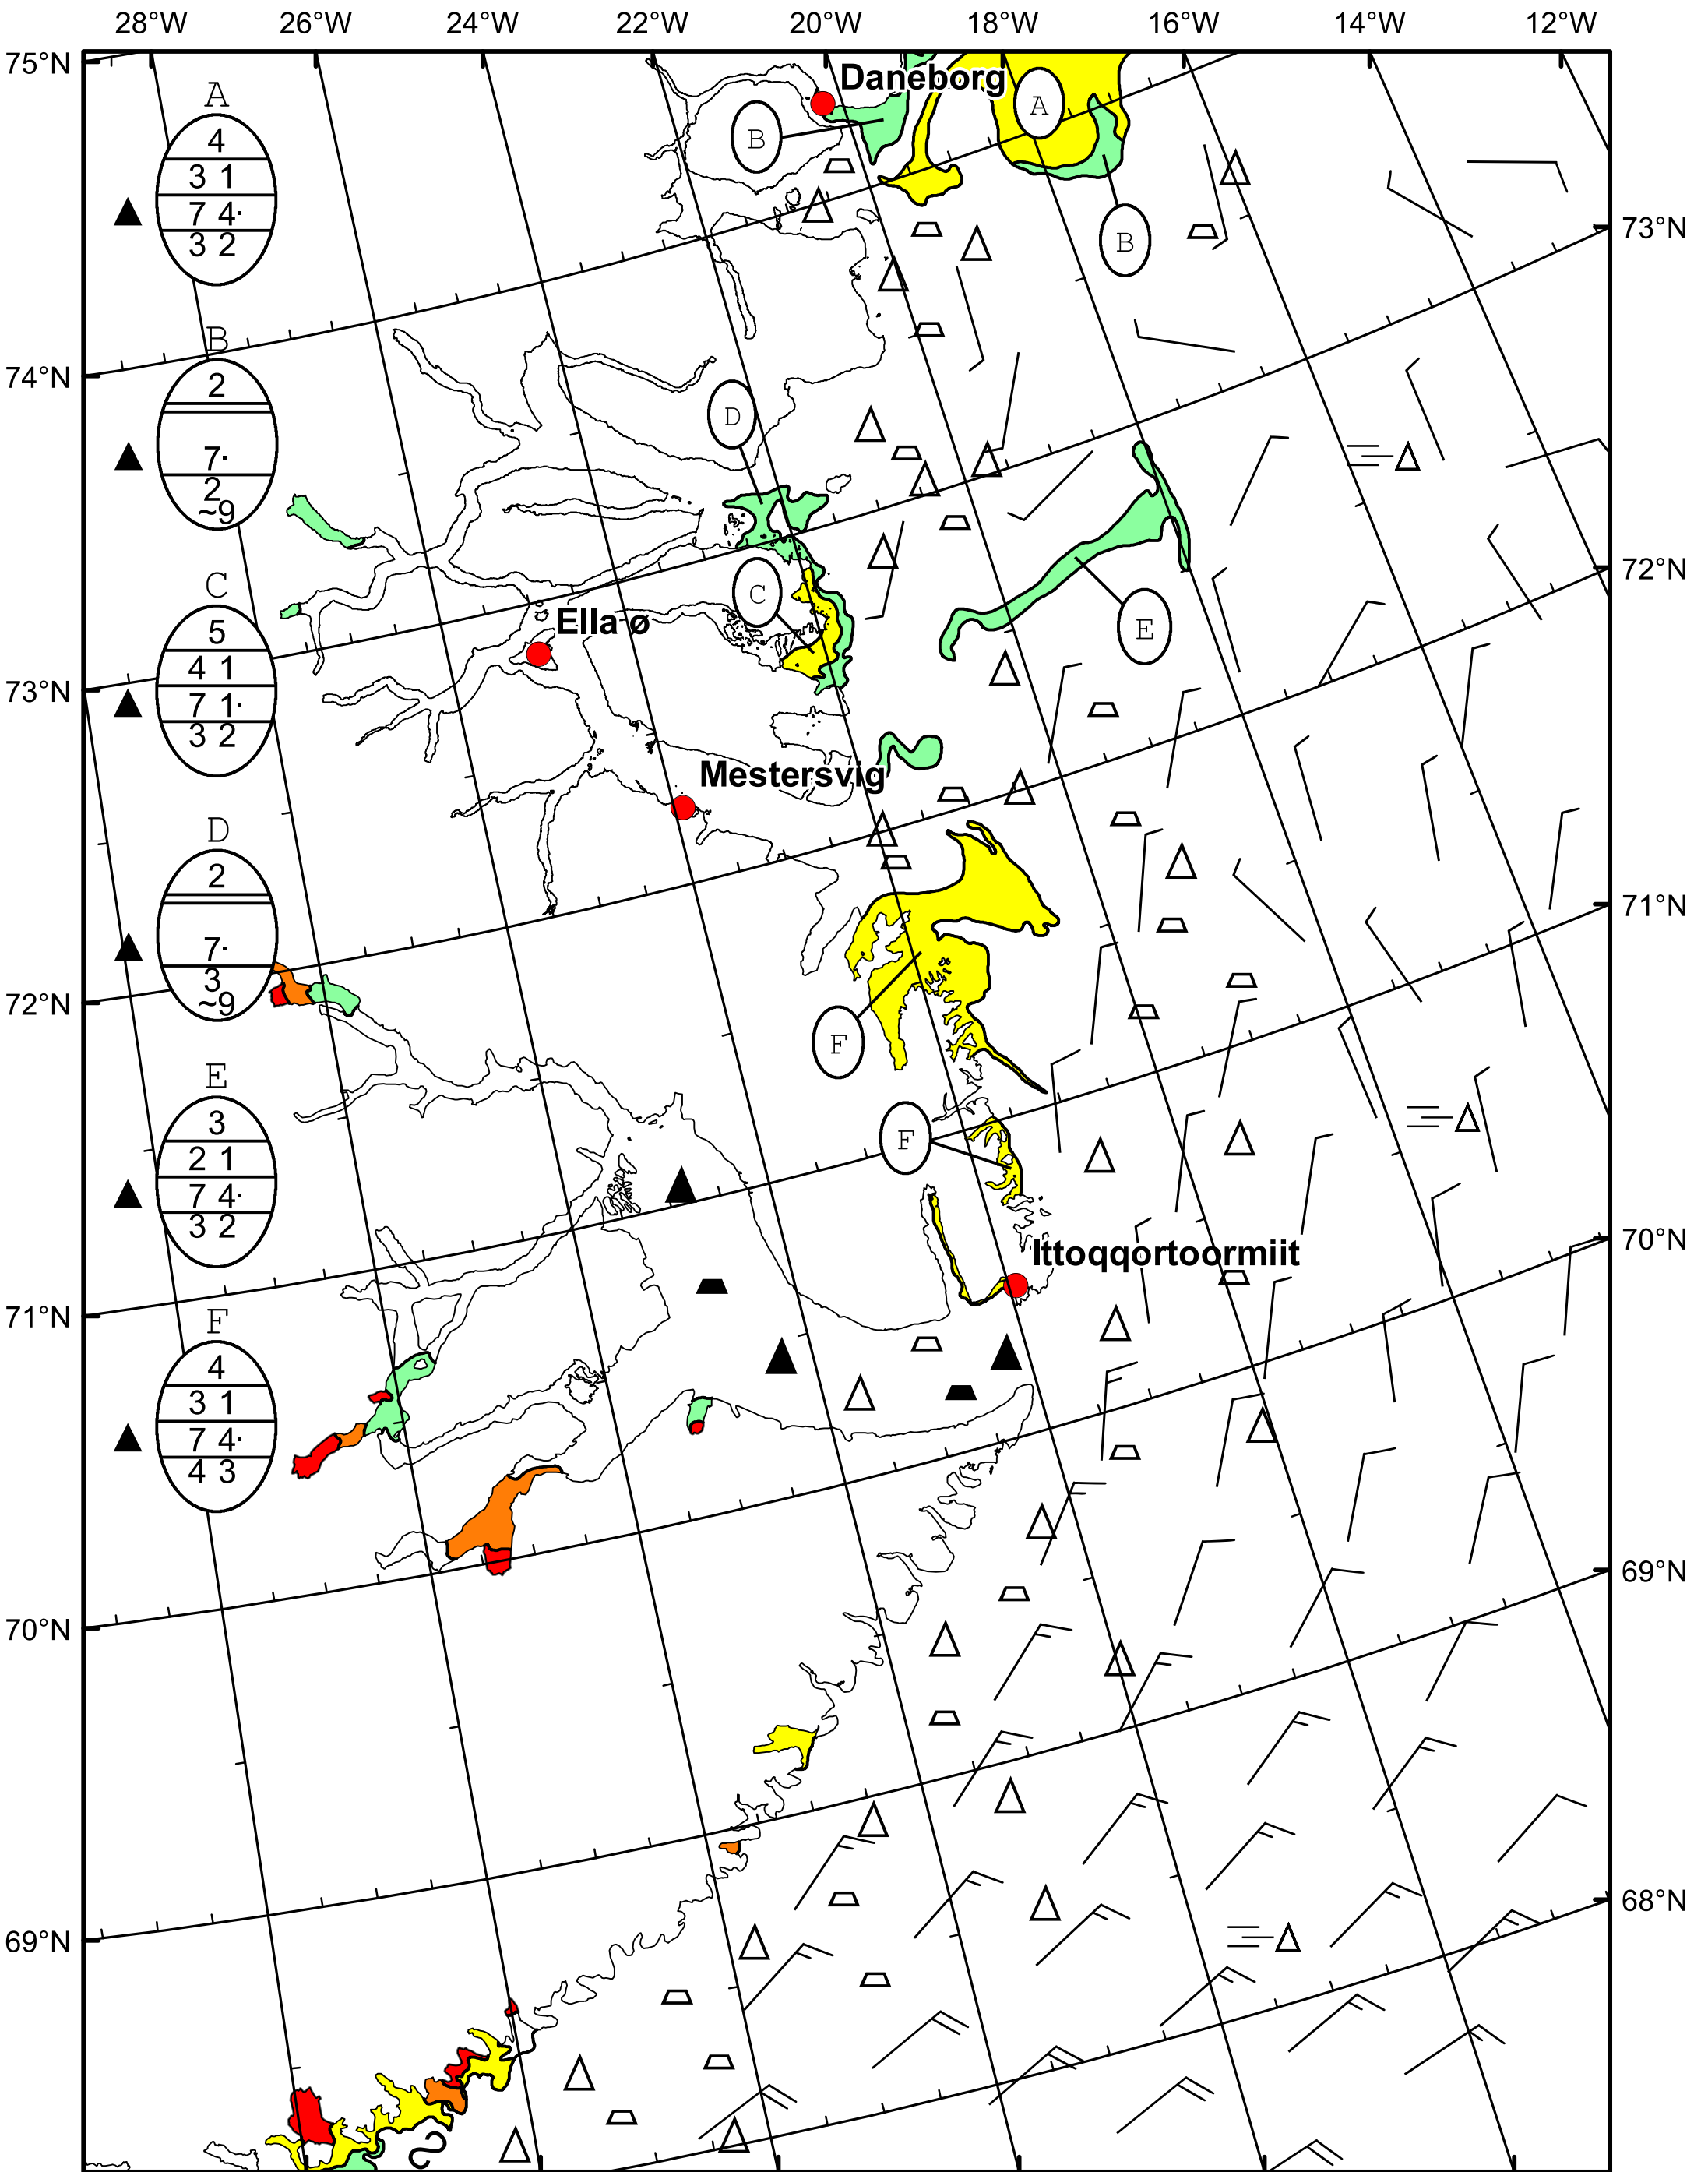 28°W 26°W 24°W 22°W 20°W 18°W 16°W 14°W 12°W
75°N
Daneborg
A
A
4
B
3 1
7 4·
3 2
73°N
B
B
2
7·
2
~9
74°N
D
C
5
4 1
7 1·
3 2
72°N
C
Ella ø
E
73°N
Mestersvig
D
2
7·
3
~9
71°N
72°N
F
E
3
2 1
7 4·
3 2
F
70°N
Ittoqqortoormiit
71°N
F
4
3 1
7 4·
4 3
69°N
70°N
68°N
69°N